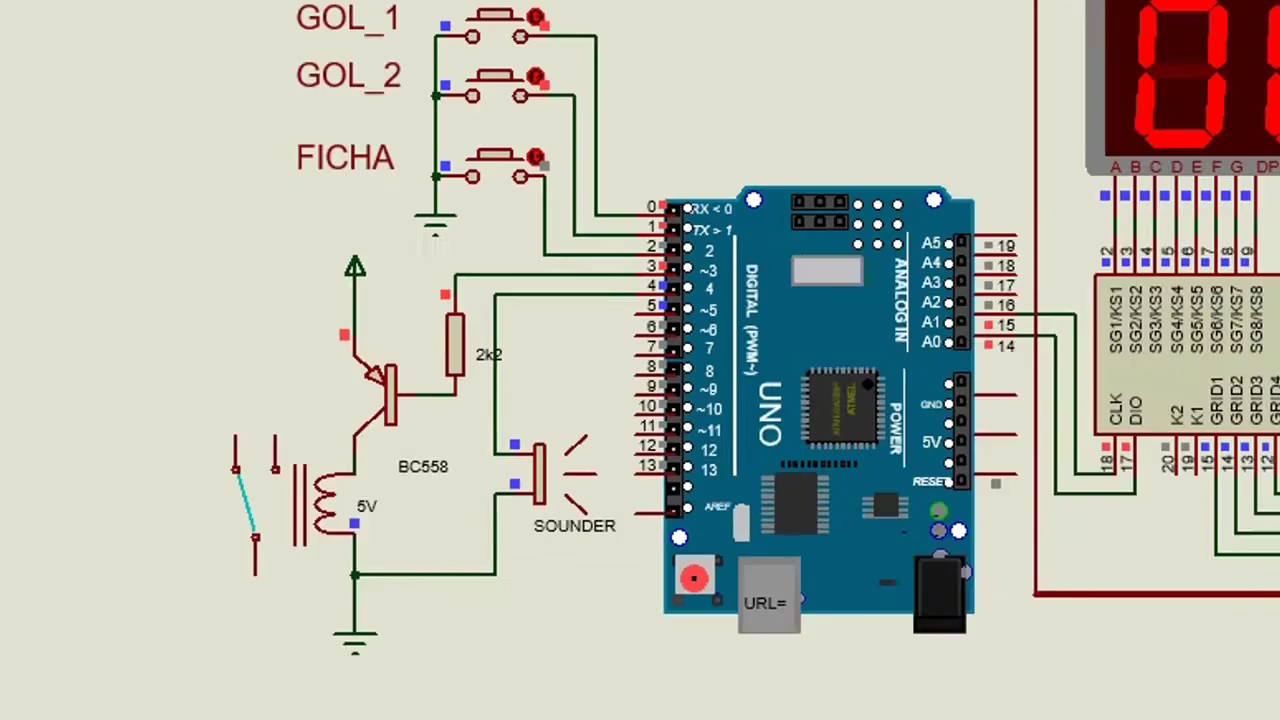 GOL_1
GOL_2
FICHA
2k2
BC558
5V
SOUNDER
0
1
2
3
4
5
6
7
8
9
10
11
12
13
RX < 0
TX > 1
2
~3
4
~5
~6
7
8
~9
~10
~11
12
13
AREF
DIGITAL (PWM~)
UNO
ATMEL
ANALOG IN
POWER
A5
A4
A3
A2
A1
A0
GND
5V
RESET
19
18
17
16
15
14
URL=
A B C D E F G DP
2 3 4 5 6 7 8 9
SG1/KS1
SG2/KS2
SG3/KS3
SG4/KS4
SG5/KS5
SG6/KS6
SG7/KS7
SG8/KS8
CLK
DIO
K2
K1
GRID1
GRID2
GRID3
GRID4
18 17 20 19 15 14 13 12
0